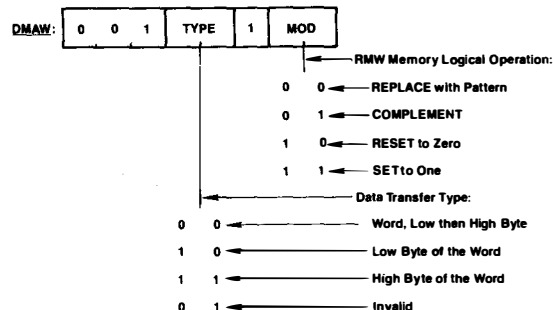 DMAW: 0 0 1 TYPE 1 MOD
RMW Memory Logical Operation:
0 0 REPLACE with Pattern
0 1 COMPLEMENT
1 0 RESET to Zero
1 1 SET to One
Data Transfer Type:
0 0 Word, Low then High Byte
1 0 Low Byte of the Word
1 1 High Byte of the Word
0 1 Invalid